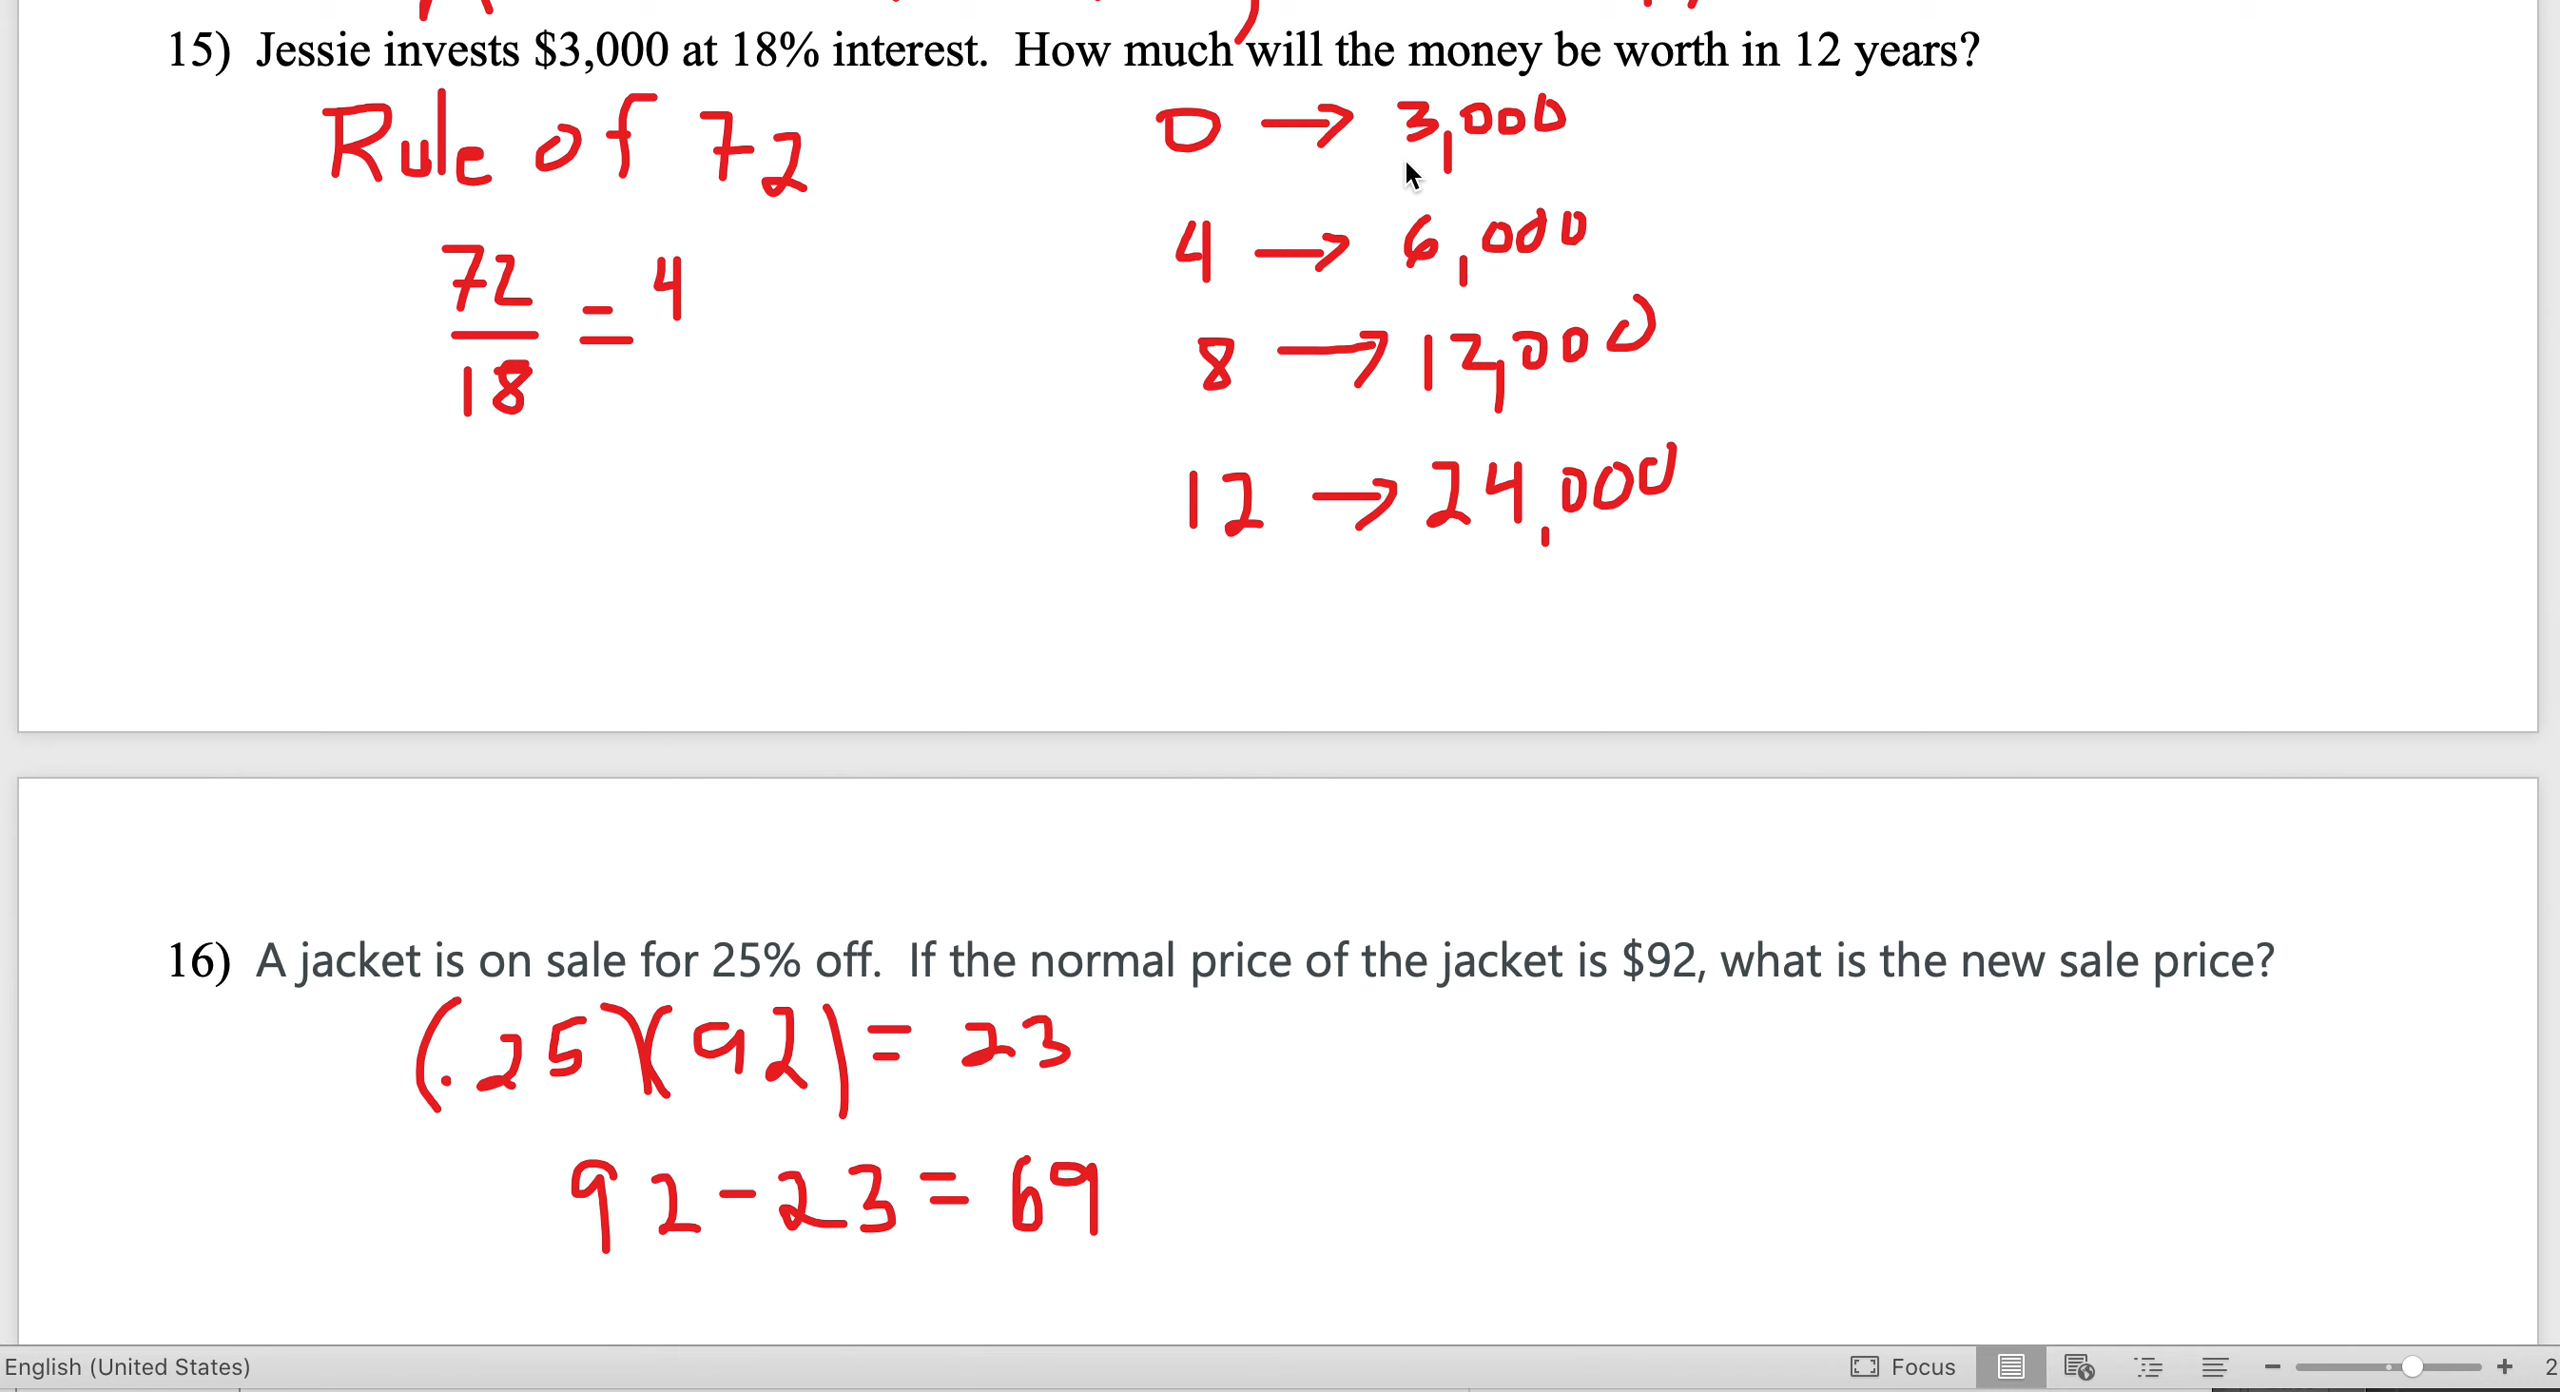 15) Jessie invests $3,000 at 18% interest. How much will the money be worth in 12 years?
Rule of 72
72
18
= 4
0 → 3,000
4 → 6,000
8 → 12,000
12 → 24,000
16) A jacket is on sale for 25% off. If the normal price of the jacket is $92, what is the new sale price?
(.25)(92) = 23
92 - 23 = 69
English (United States)
Focus